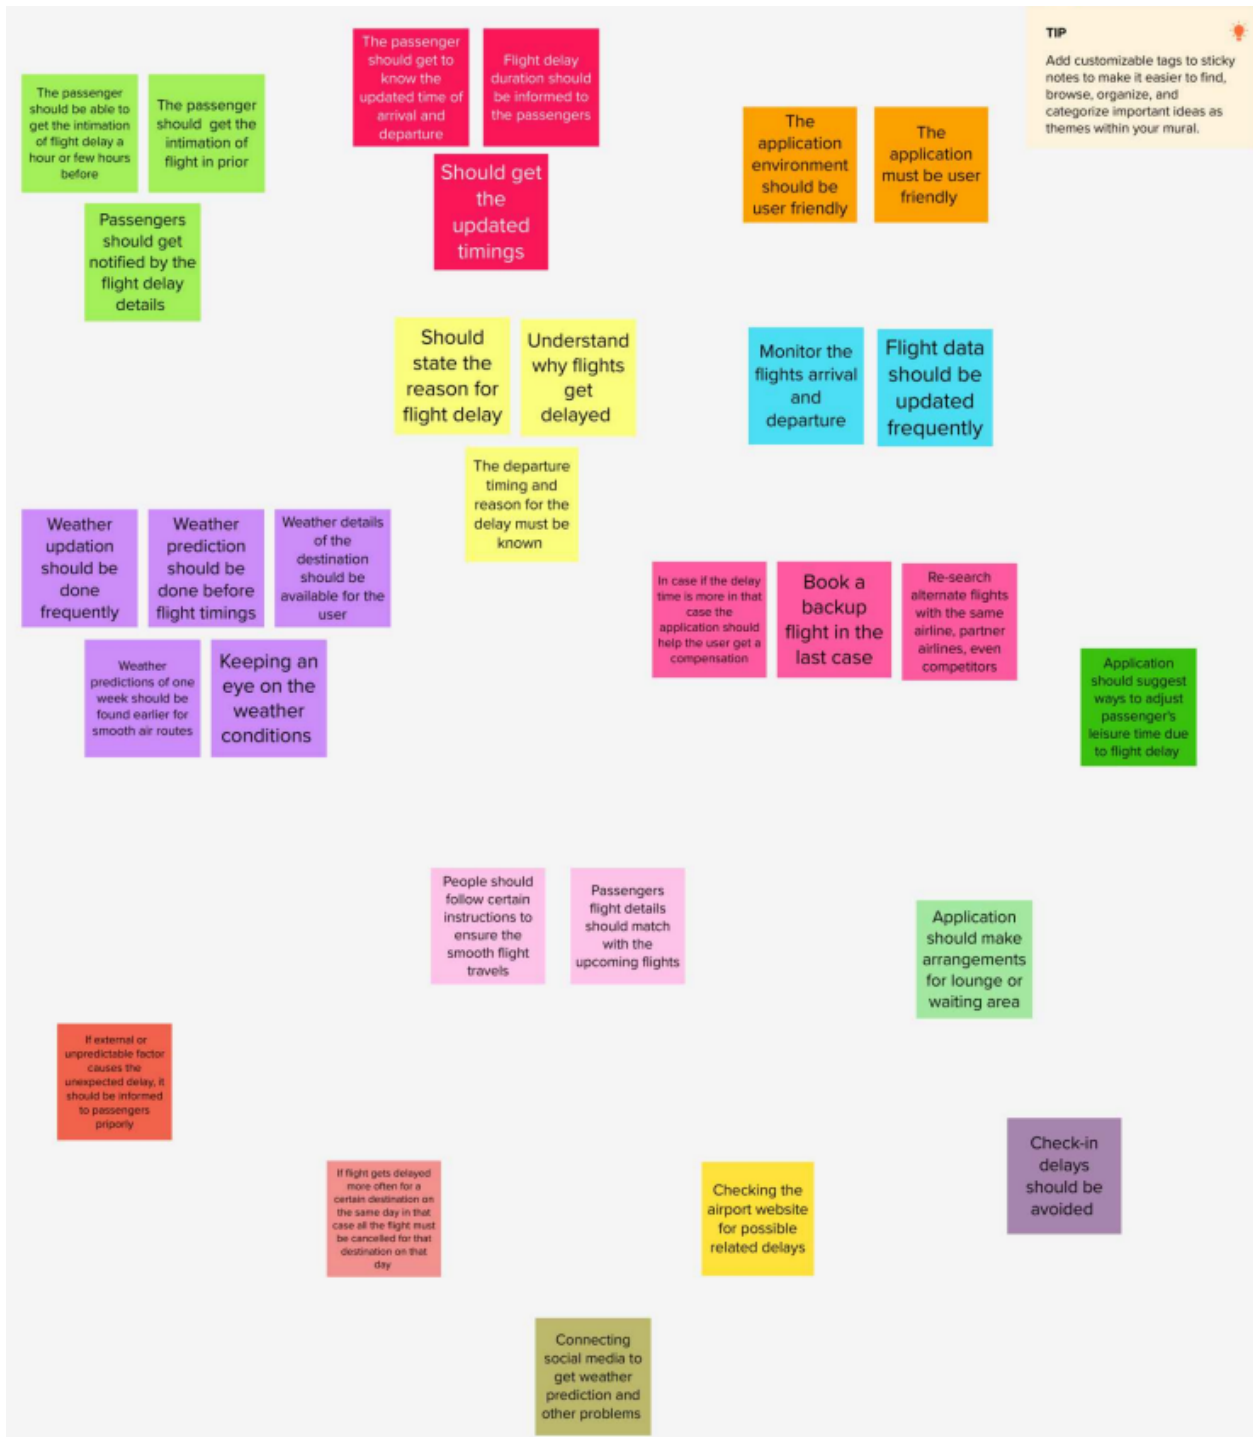 The passenger
should be able to
get the intimation
of flight delay a
hour or few hours
before
The passenger
should get the
intimation of
flight in prior
Passengers
should get
notified by the
flight delay
details
The passenger
should get to
know the
updated time of
arrival and
departure
Flight delay
duration should
be informed to
the passengers
Should get
the
updated
timings
The
application
environment
should be
user friendly
The
application
must be user
friendly
TIP
Add customizable tags to sticky
notes to make it easier to find,
browse, organize, and
categorize important ideas as
themes within your mural.
Should
state the
reason for
flight delay
Understand
why flights
get
delayed
The departure
timing and
reason for the
delay must be
known
Monitor the
flights arrival
and
departure
Flight data
should be
updated
frequently
Weather
updation
should be
done
frequently
Weather
prediction
should be
done before
flight timings
Weather details
of the
destination
should be
available for the
user
Weather
predictions of one
week should be
found earlier for
smooth air routes
Keeping an
eye on the
weather
conditions
In case if the delay
time is more in that
case the
application should
help the user get a
compensation
Book a
backup
flight in the
last case
Re-search
alternate flights
with the same
airline, partner
airlines, even
competitors
Application
should suggest
ways to adjust
passenger's
leisure time due
to flight delay
People should
follow certain
instructions to
ensure the
smooth flight
travels
Passengers
flight details
should match
with the
upcoming flights
Application
should make
arrangements
for lounge or
waiting area
If external or
unpredictable factor
causes the
unexpected delay, it
should be informed
to passengers
priporly
If flight gets delayed
more often for a
certain destination on
the same day in that
case all the flight must
be cancelled for that
destination on that
day
Checking the
airport website
for possible
related delays
Check-in
delays
should be
avoided
Connecting
social media to
get weather
prediction and
other problems